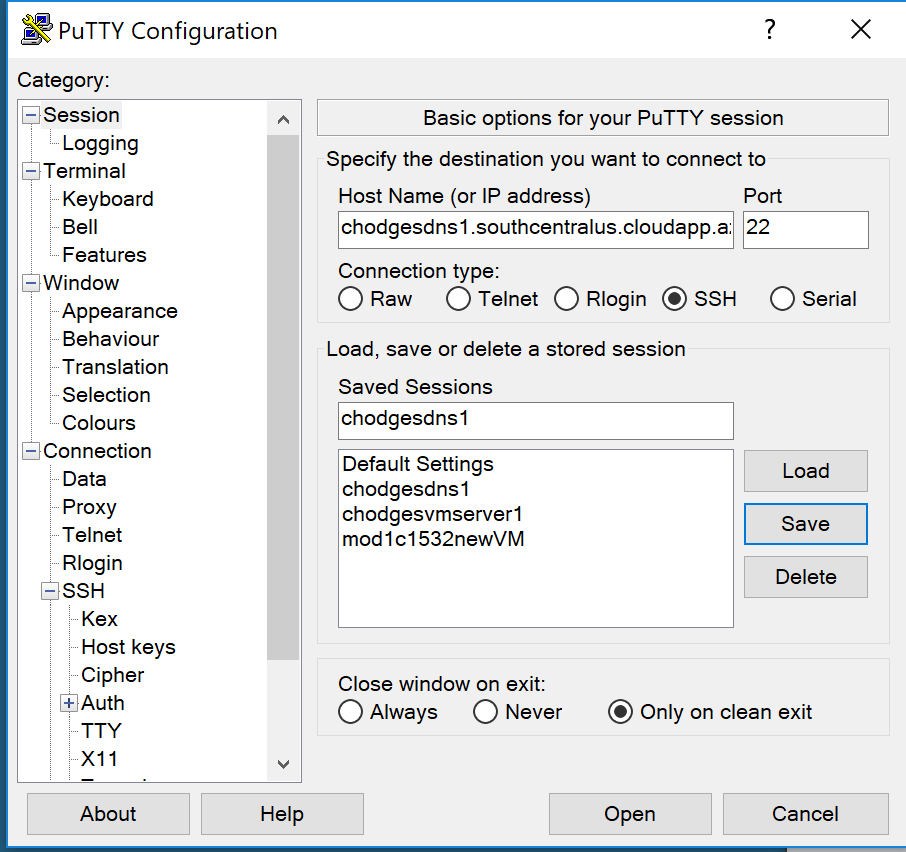 PuTTY Configuration
?
Category:
Session
Logging
Terminal
Keyboard
Bell
Features
Window
Appearance
Behaviour
Translation
Selection
Colours
Connection
Data
Proxy
Telnet
Rlogin
SSH
Kex
Host keys
Cipher
Auth
TTY
X11
Basic options for your PuTTY session
Specify the destination you want to connect to
Host Name (or IP address) Port
chodgesdns1.southcentralus.cloudapp.a 22
Connection type:
Raw Telnet Rlogin SSH Serial
Load, save or delete a stored session
Saved Sessions
chodgesdns1
Default Settings
chodgesdns1
chodgesvmserver1
mod1c1532newVM
Load
Save
Delete
Close window on exit:
Always Never Only on clean exit
About Help Open Cancel